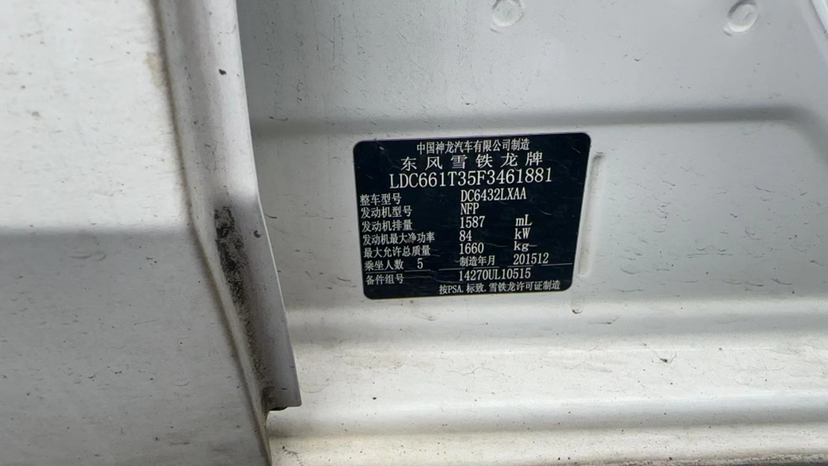 中国神龙汽车有限公司制造
东风雪铁龙牌
LDC661T35F3461881
整车型号 DC6432LXAA
发动机型号 NFP
发动机排量 1587 mL
发动机最大净功率 84 kW
最大允许总质量 1660 kg
乘坐人数 5 制造年月 201512
备件组号 14270UL10515
按PSA.标致.雪铁龙许可证制造